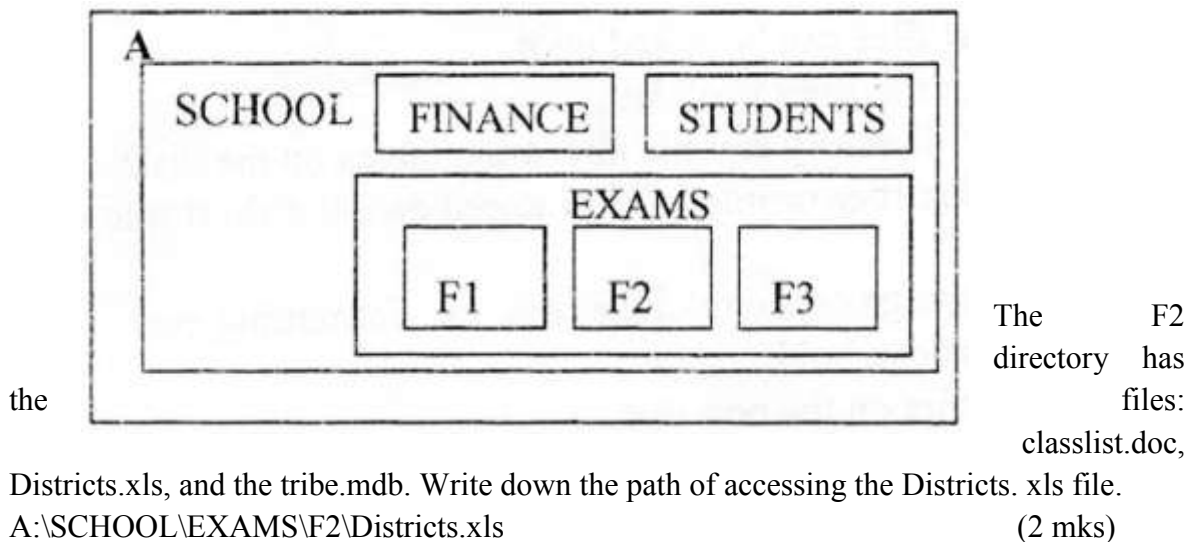 A
SCHOOL FINANCE STUDENTS
EXAMS
F1 F2 F3
The F2
directory has
the files:
classlist.doc,
Districts.xls, and the tribe.mdb. Write down the path of accessing the Districts. xls file.
A:\SCHOOL\EXAMS\F2\Districts.xls (2 mks)